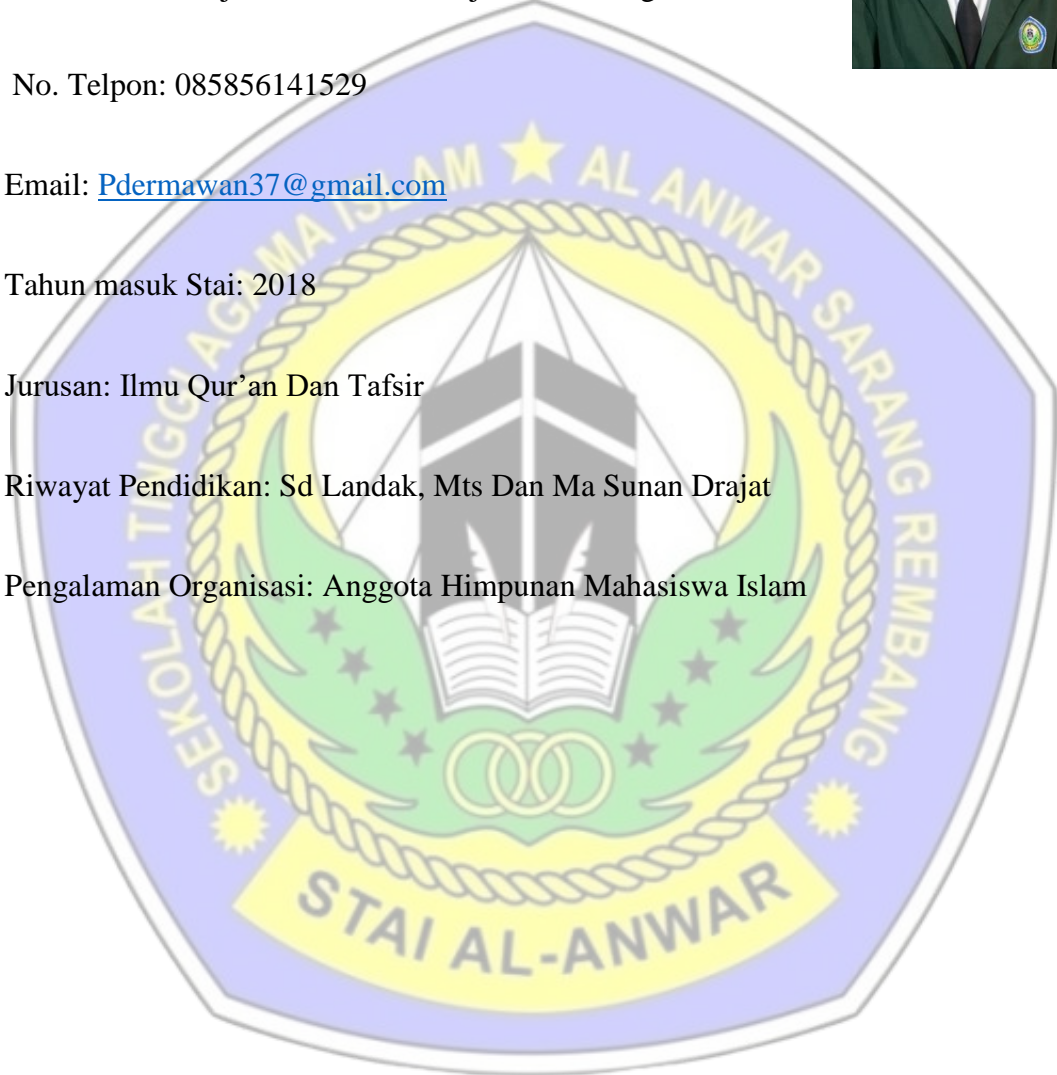 No. Telpon: 085856141529
Email: Pdermawan37@gmail.com
Tahun masuk Stai: 2018
Jurusan: Ilmu Qur’an Dan Tafsir
Riwayat Pendidikan: Sd Landak, Mts Dan Ma Sunan Drajat
Pengalaman Organisasi: Anggota Himpunan Mahasiswa Islam
SEKOLAH TINGGI AGAMA ISLAM AL ANWAR SARANG REMBANG
STAI AL-ANWAR